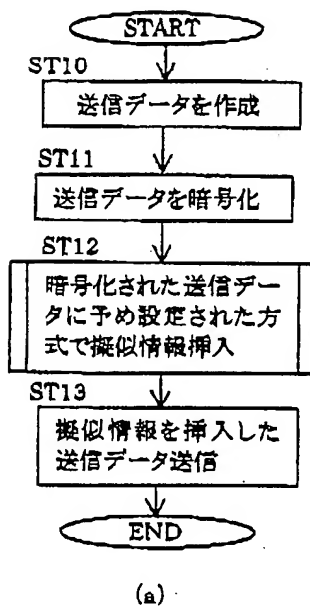 START
ST10
送信データを作成
ST11
送信データを暗号化
ST12
暗号化された送信デー
タに予め設定された方
式で擬似情報挿入
ST13
擬似情報を挿入した
送信データ送信
END
(a)